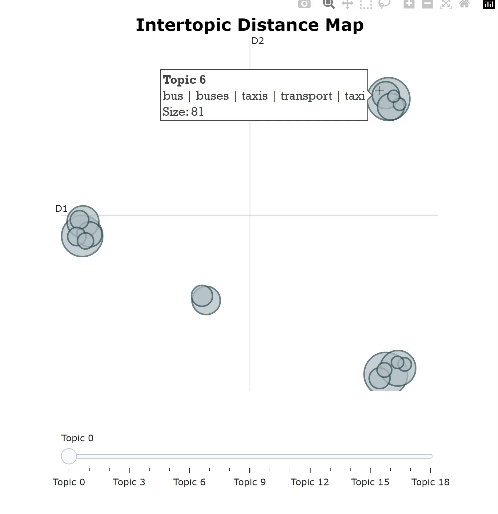 Intertopic Distance Map
D2
Topic 6
bus | buses | taxis | transport | taxi
Size: 81
D1
Topic 0
Topic 0 Topic 3 Topic 6 Topic 9 Topic 12 Topic 15 Topic 18